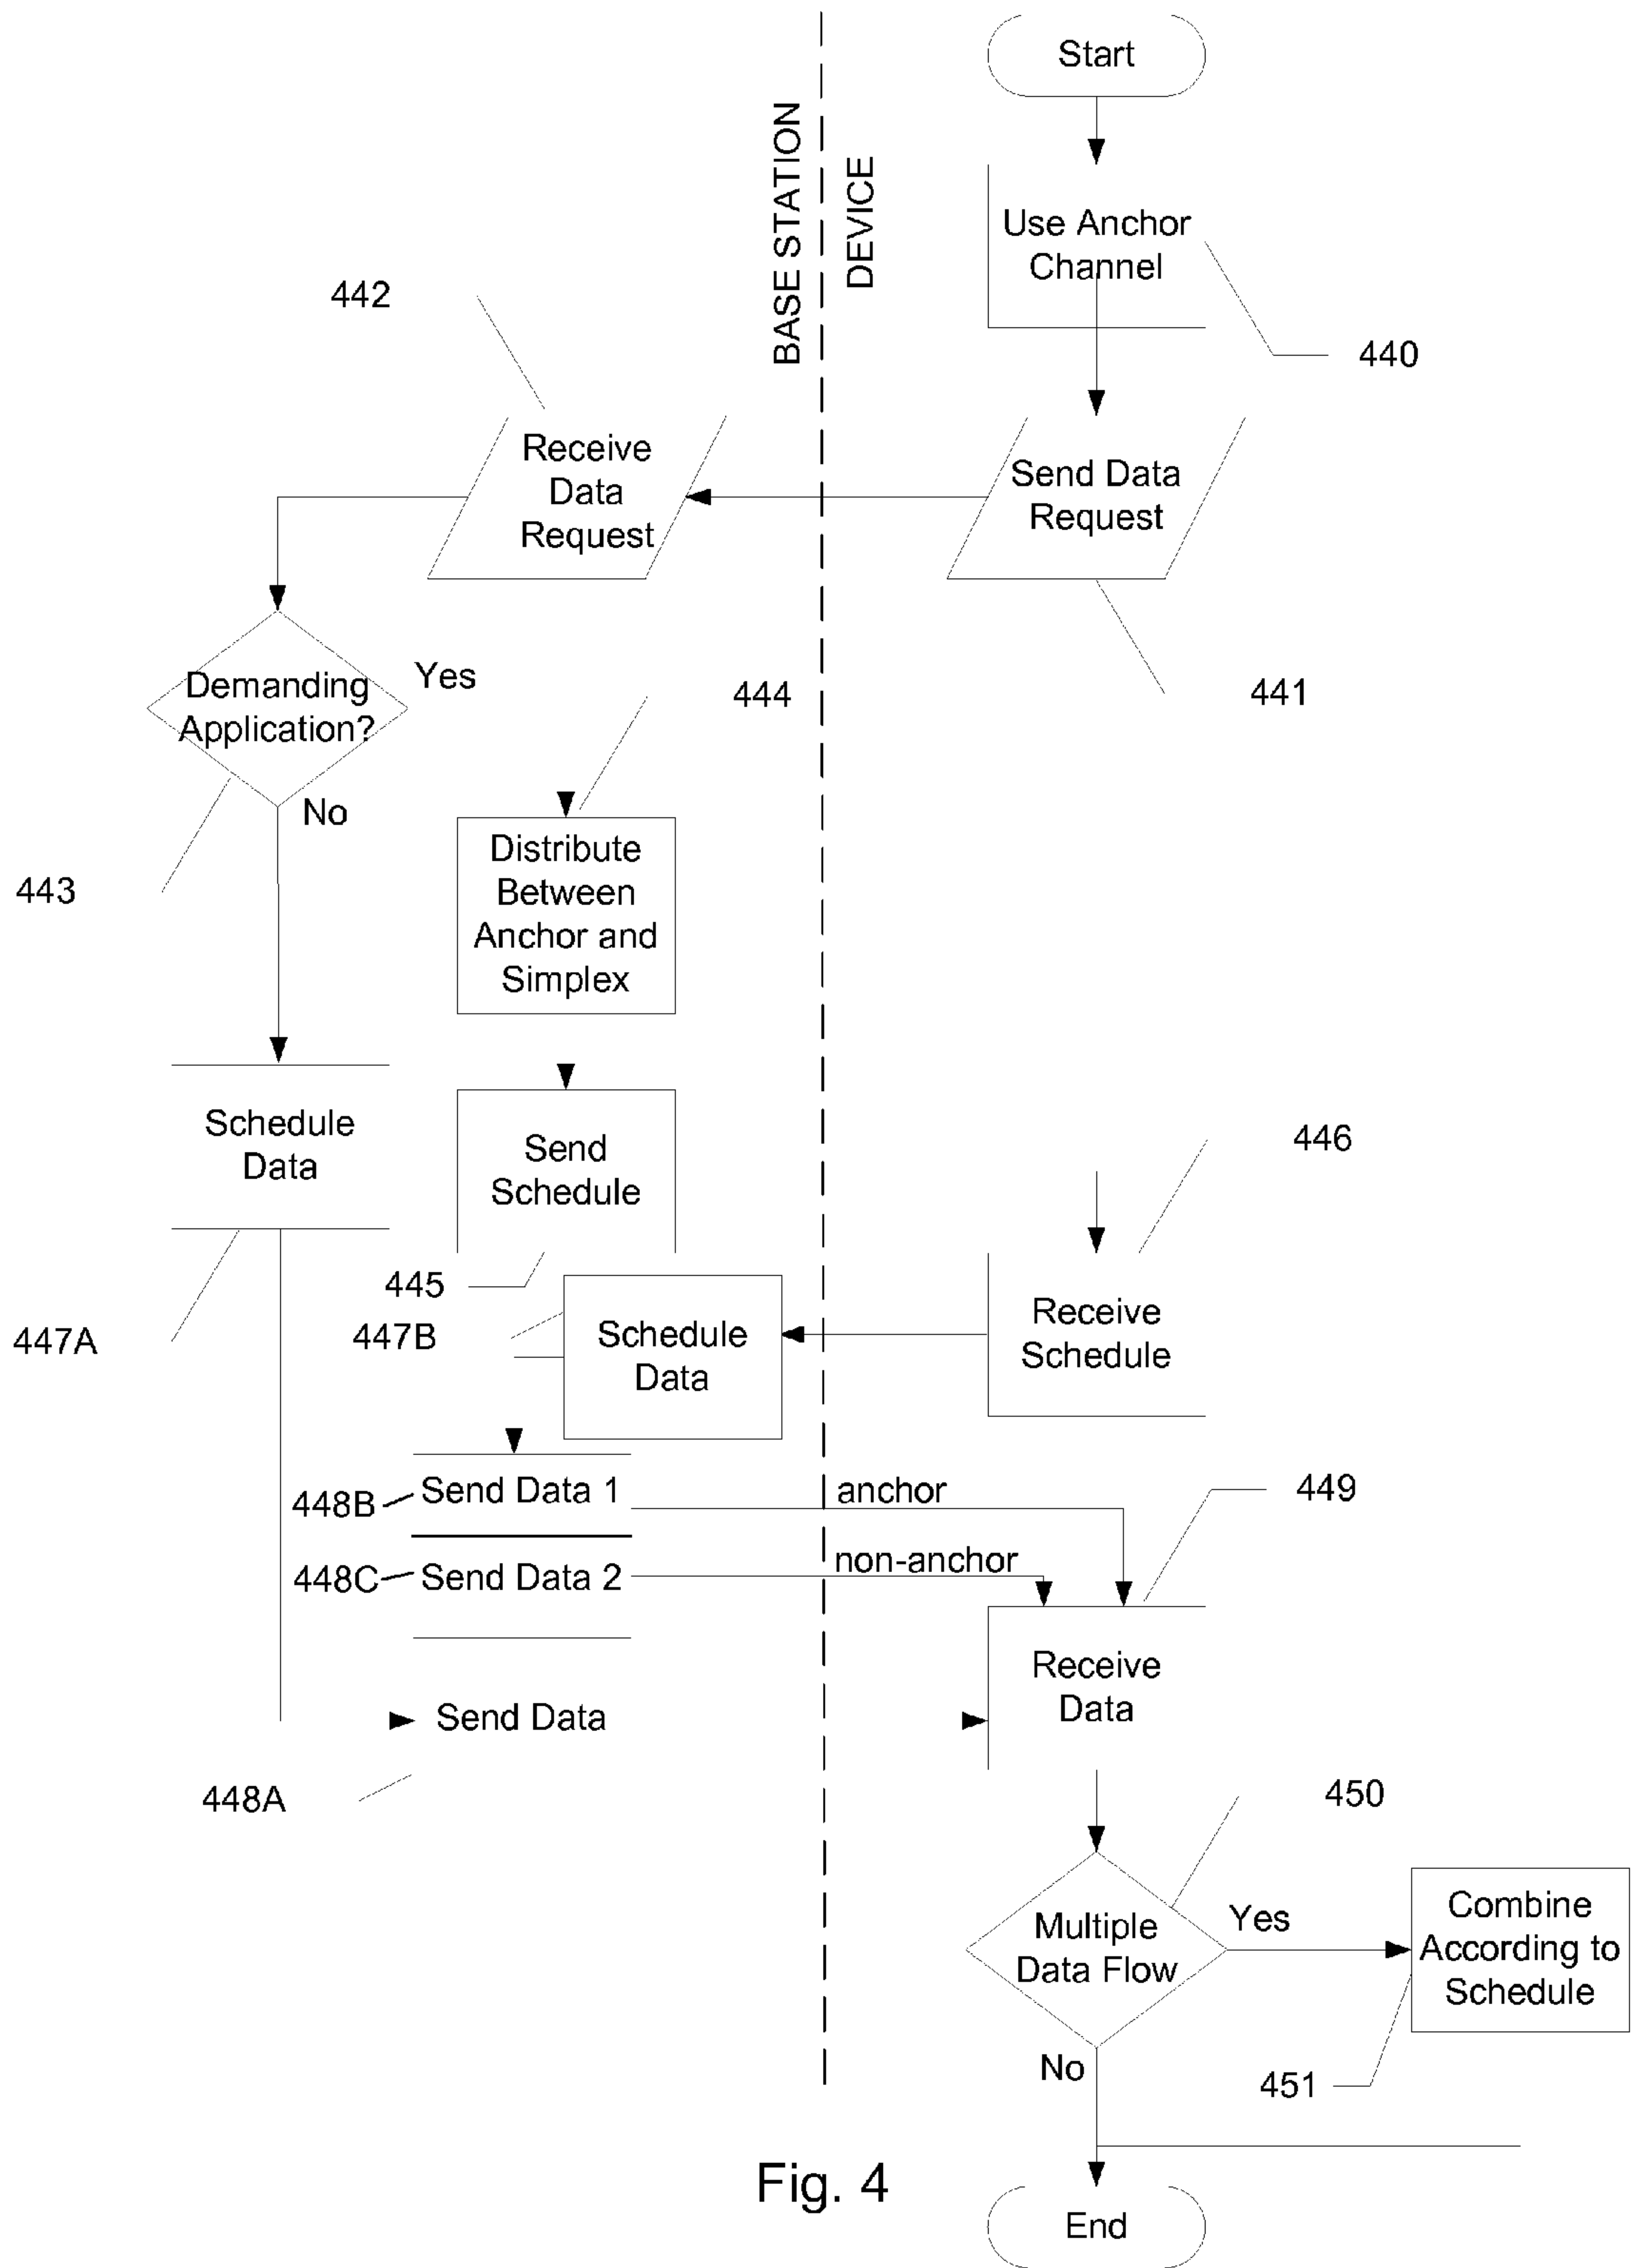 Start
BASE STATION
DEVICE
Use Anchor
Channel
440
442
Receive
Data
Request
Send Data
Request
441
Demanding
Application?
Yes
No
443
444
Distribute
Between
Anchor and
Simplex
Schedule
Data
447A
Send
Schedule
445
446
Receive
Schedule
447B
Schedule
Data
448B
Send Data 1
anchor
449
448C
Send Data 2
non-anchor
Receive
Data
Send Data
448A
450
Multiple
Data Flow
Yes
Combine
According to
Schedule
451
No
End
Fig. 4